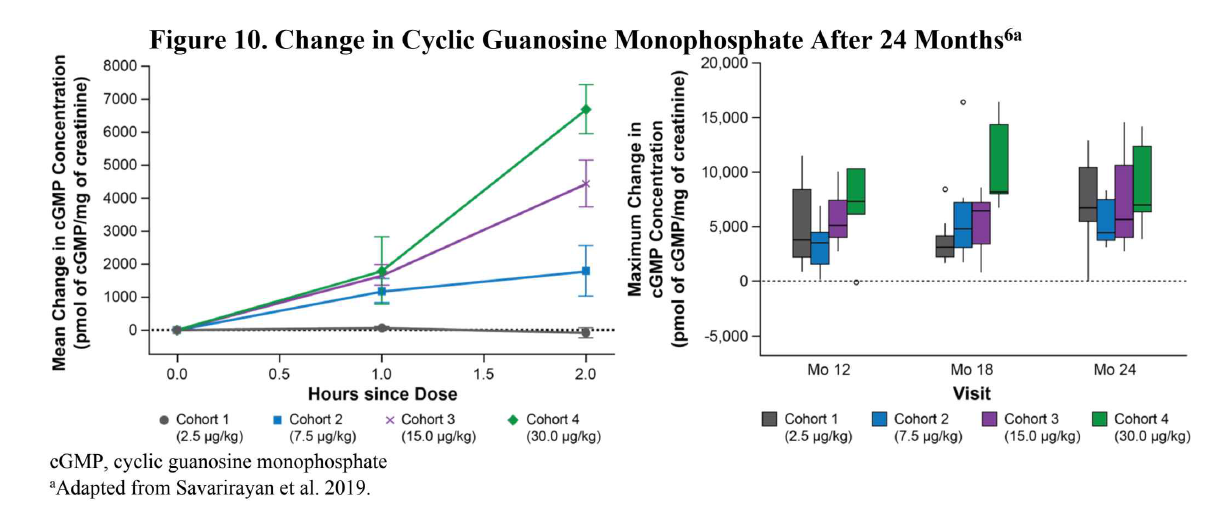 Figure 10. Change in Cyclic Guanosine Monophosphate After 24 Months6a
Mean Change in cGMP Concentration
(pmol of cGMP/mg of creatinine)
8000
7000
6000
5000
4000
3000
2000
1000
0
0.0 0.5 1.0 1.5 2.0
Hours since Dose
Cohort 1 Cohort 2 Cohort 3 Cohort 4
(2.5 µg/kg) (7.5 µg/kg) (15.0 µg/kg) (30.0 µg/kg)
Maximum Change in
cGMP Concentration
(pmol of cGMP/mg of creatinine)
20,000
15,000
10,000
5,000
0
-5,000
Mo 12 Mo 18 Mo 24
Visit
Cohort 1 Cohort 2 Cohort 3 Cohort 4
(2.5 µg/kg) (7.5 µg/kg) (15.0 µg/kg) (30.0 µg/kg)
cGMP, cyclic guanosine monophosphate
aAdapted from Savarirayan et al. 2019.